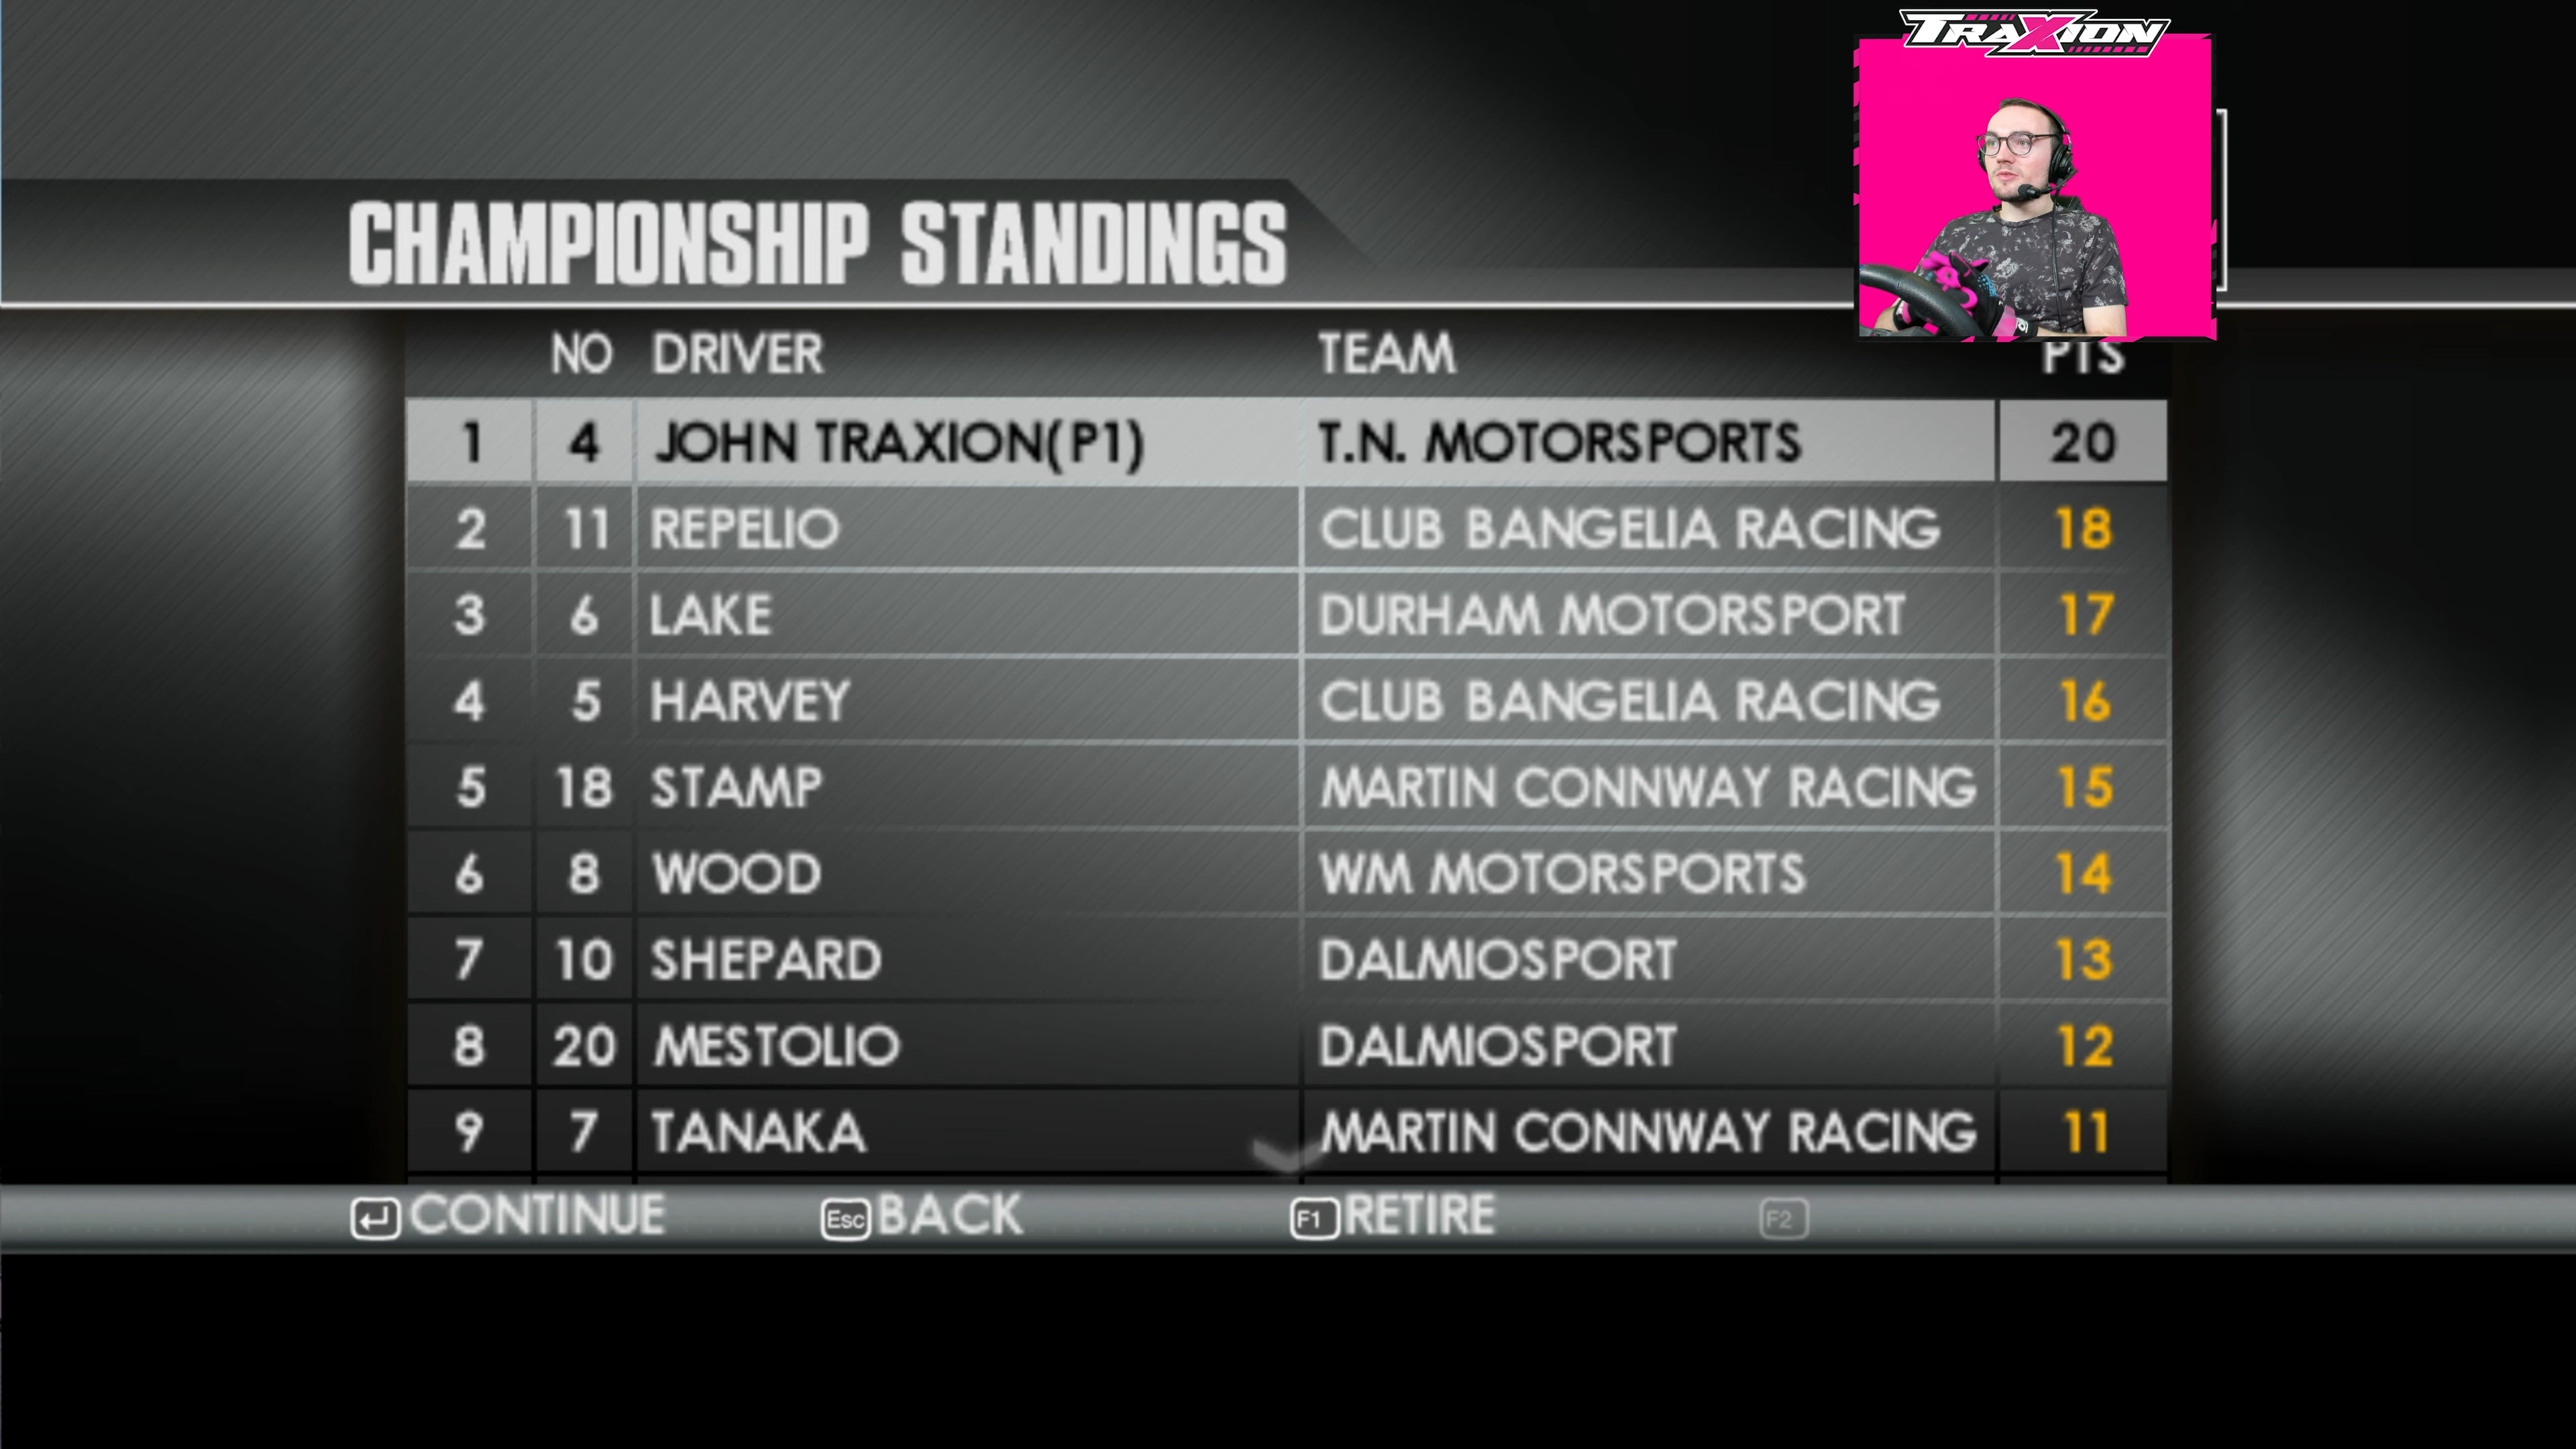 TRAXION
CHAMPIONSHIP STANDINGS
NO DRIVER TEAM PTS
1 4 JOHN TRAXION(P1) T.N. MOTORSPORTS 20
2 11 REPELIO CLUB BANGELIA RACING 18
3 6 LAKE DURHAM MOTORSPORT 17
4 5 HARVEY CLUB BANGELIA RACING 16
5 18 STAMP MARTIN CONNWAY RACING 15
6 8 WOOD WM MOTORSPORTS 14
7 10 SHEPARD DALMIOSPORT 13
8 20 MESTOLIO DALMIOSPORT 12
9 7 TANAKA MARTIN CONNWAY RACING 11
CONTINUE Esc BACK F1 RETIRE F2